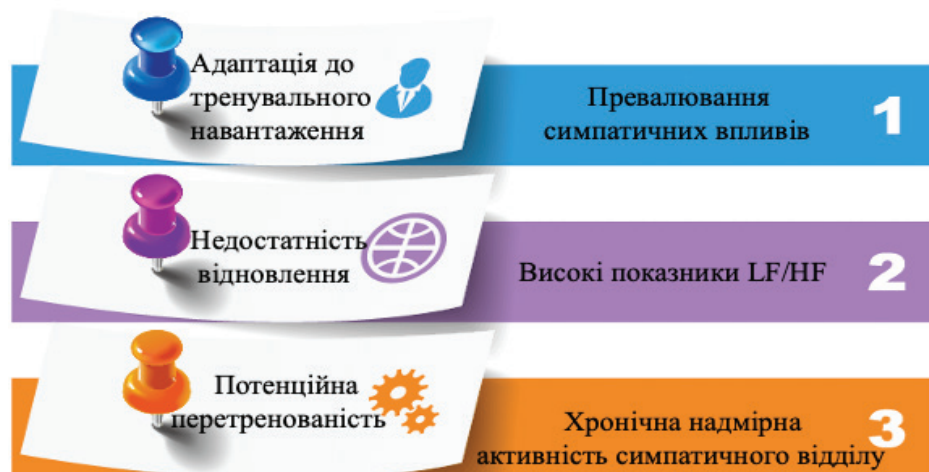 Адаптація до
тренувального
навантаження
Превалювання
симпатичних впливів
1
Недостатність
відновлення
Високі показники LF/HF
2
Потенційна
перетренованість
Хронічна надмірна
активність симпатичного відділу
3